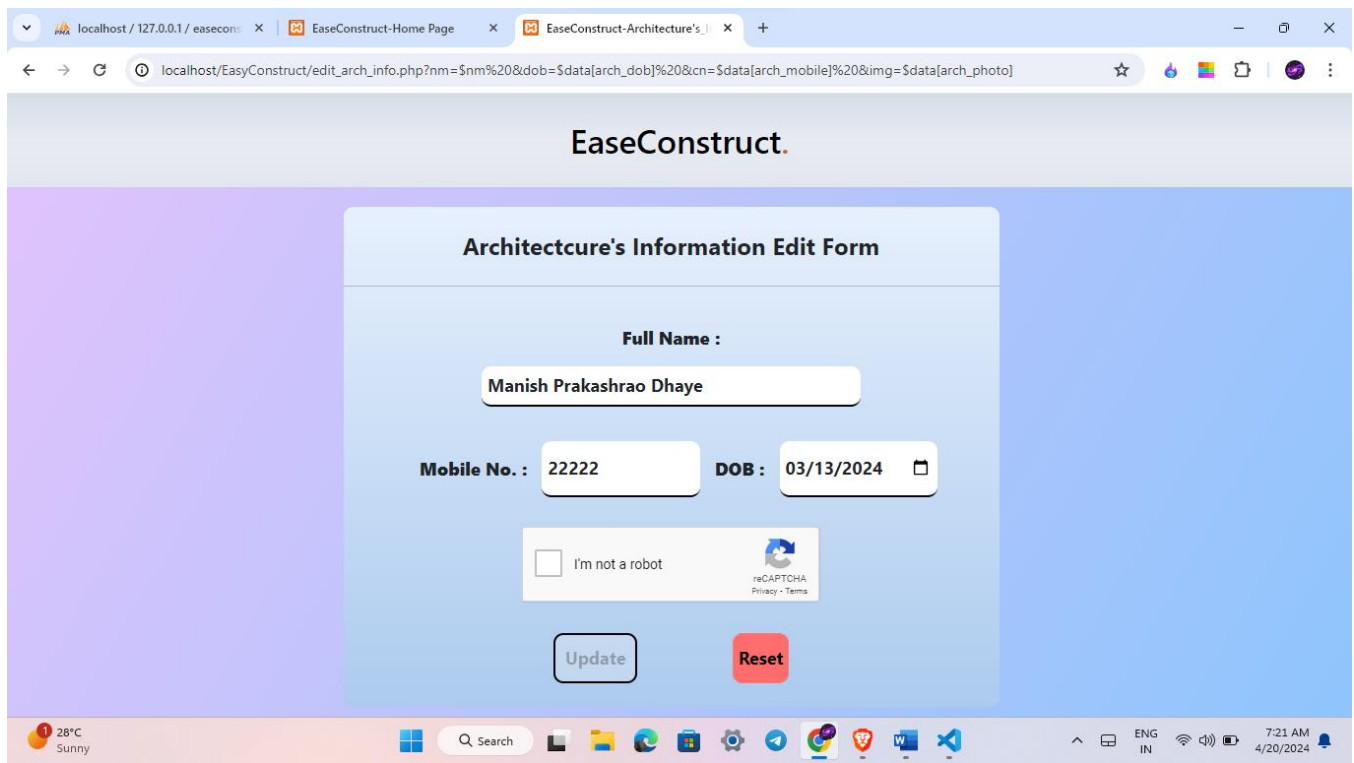 localhost / 127.0.0.1 / easecons
EaseConstruct-Home Page
EaseConstruct-Architecture's_I
localhost/EasyConstruct/edit_arch_info.php?nm=$nm%20&dob=$data[arch_dob]%20&cn=$data[arch_mobile]%20&img=$data[arch_photo]
EaseConstruct.
Architectcure's Information Edit Form
Full Name :
Manish Prakashrao Dhaye
Mobile No. : 22222 DOB : 03/13/2024
I'm not a robot
reCAPTCHA
Privacy - Terms
Update Reset
1
28°C
Sunny
Search
ENG
IN
7:21 AM
4/20/2024